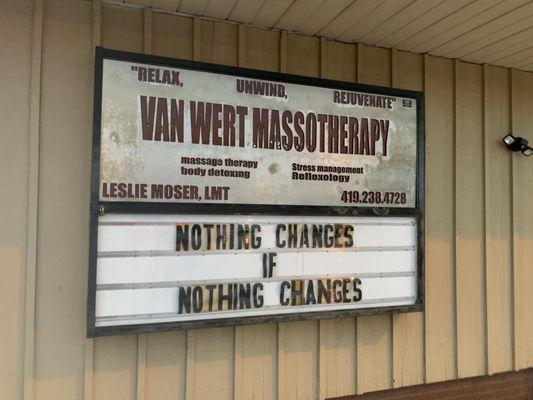 "RELAX, UNWIND, REJUVENATE"
VAN WERT MASSOTHERAPY
massage therapy Stress management
body detoxing Reflexology
LESLIE MOSER, LMT 419.238.4728
NOTHING CHANGES
IF
NOTHING CHANGES